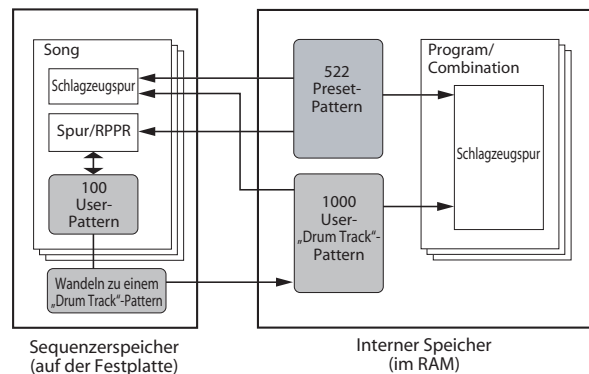 Song
Schlagzeugspur
Spur/RPPR
100
User-
Pattern
Wandeln zu einem
„Drum Track“-Pattern
Sequenzerspeicher
(auf der Festplatte)
522
Preset-
Pattern
1000
User-
„Drum Track“-
Pattern
Program/
Combination
Schlagzeugspur
Interner Speicher
(im RAM)